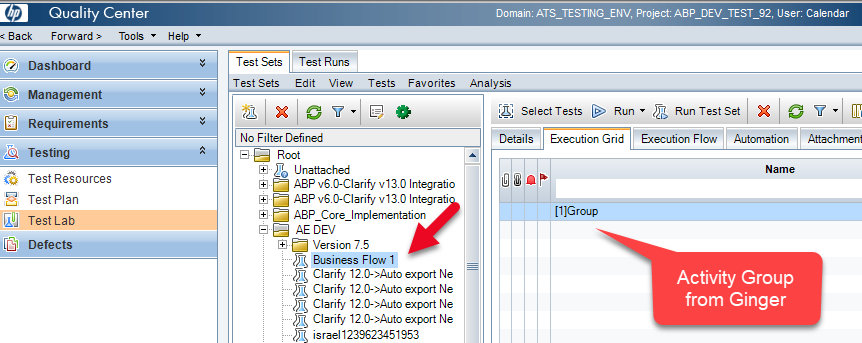 hp Quality Center
Domain: ATS_TESTING_ENV, Project: ABP_DEV_TEST_92, User: Calendar
< Back Forward > Tools Help
Dashboard
Management
Requirements
Testing
Test Resources
Test Plan
Test Lab
Defects
Test Sets Test Runs
Test Sets Edit View Tests Favorites Analysis
No Filter Defined
Root
Unattached
ABP v6.0-Clarify v13.0 Integratio
ABP v6.0-Clarify v13.0 Integratio
ABP_Core_Implementation_
AE DEV
Version 7.5
Business Flow 1
Clarify 12.0->Auto export Ne
Clarify 12.0->Auto export Ne
Clarify 12.0->Auto export Ne
Clarify 12.0->Auto export Ne
israel1239623451953
Select Tests Run Run Test Set
Details Execution Grid Execution Flow Automation Attachment
Name
[1]Group
Activity Group
from Ginger